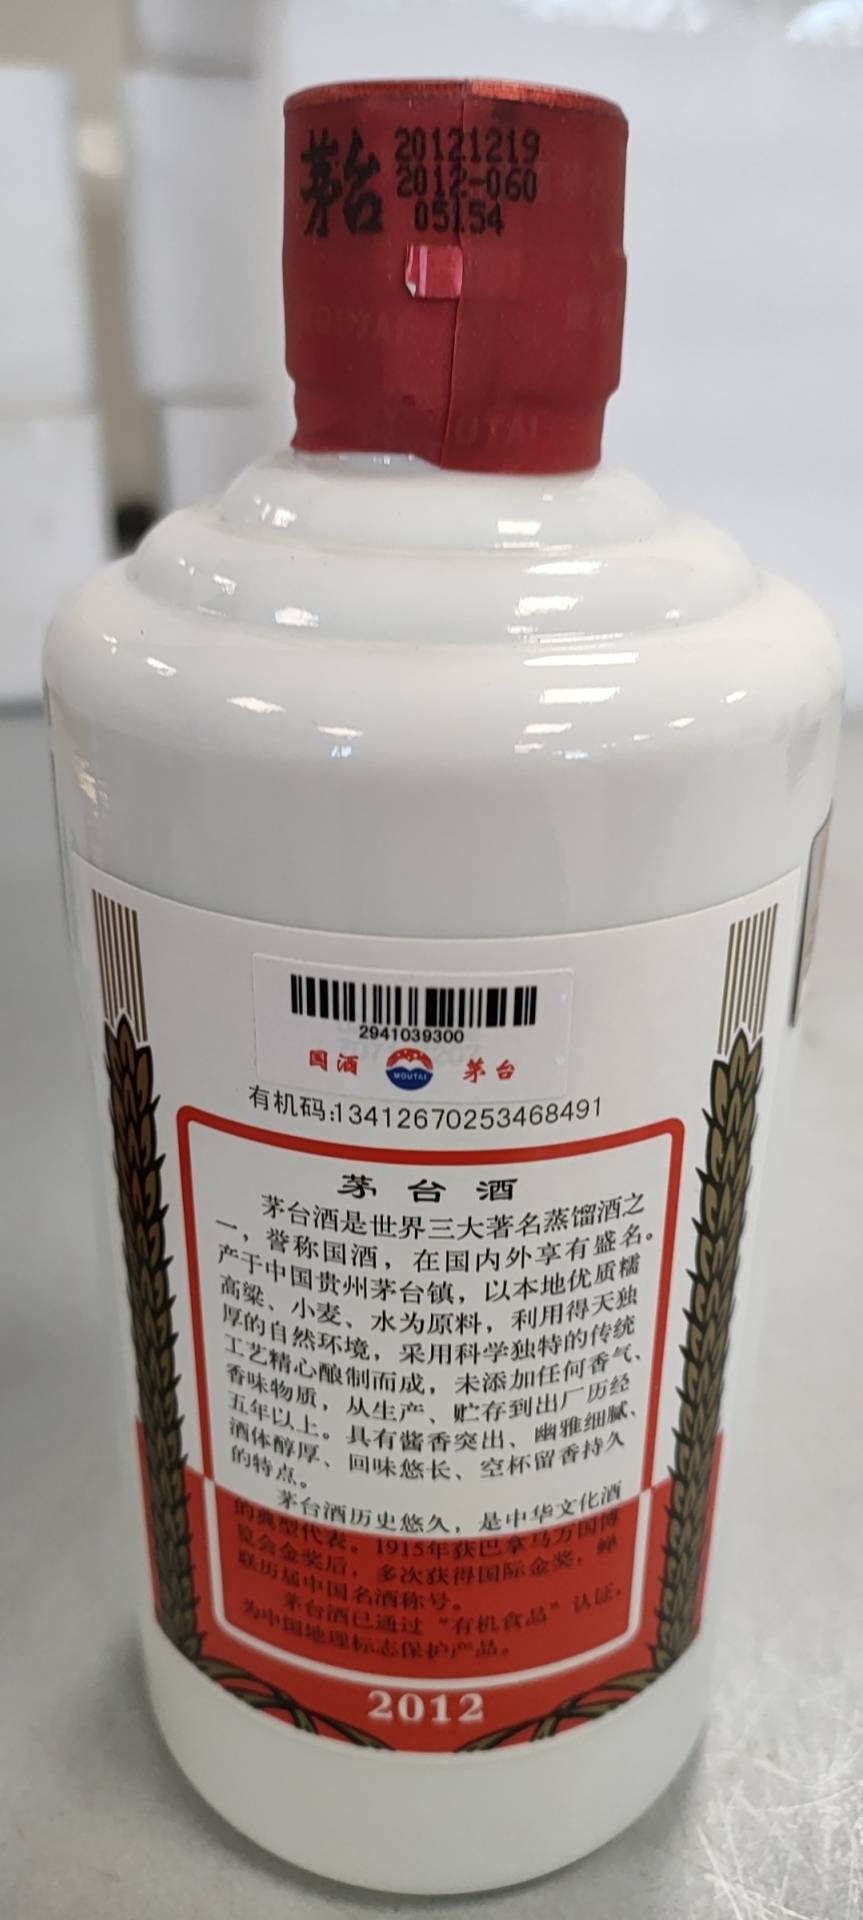 茅台
20121219
2012-060
05154
MOUTAI
2941039300
国酒 MOUTAI 茅台
有机码:13412670253468491
茅台酒
茅台酒是世界三大著名蒸馏酒之
一，誉称国酒，在国内外享有盛名。
产于中国贵州茅台镇，以本地优质糯
高粱、小麦、水为原料，利用得天独
厚的自然环境，采用科学独特的传统
工艺精心酿制而成，未添加任何香气、
香味物质，从生产、贮存到出厂历经
五年以上。具有酱香突出、幽雅细腻、
酒体醇厚、回味悠长、空杯留香持久
的特点。
茅台酒历史悠久，是中华文化酒
的典型代表。1915年获巴拿马万国博
览会金奖后，多次获得国际金奖，蝉
联历届中国名酒称号。
茅台酒已通过“有机食品”认证，
为中国地理标志保护产品。
2012